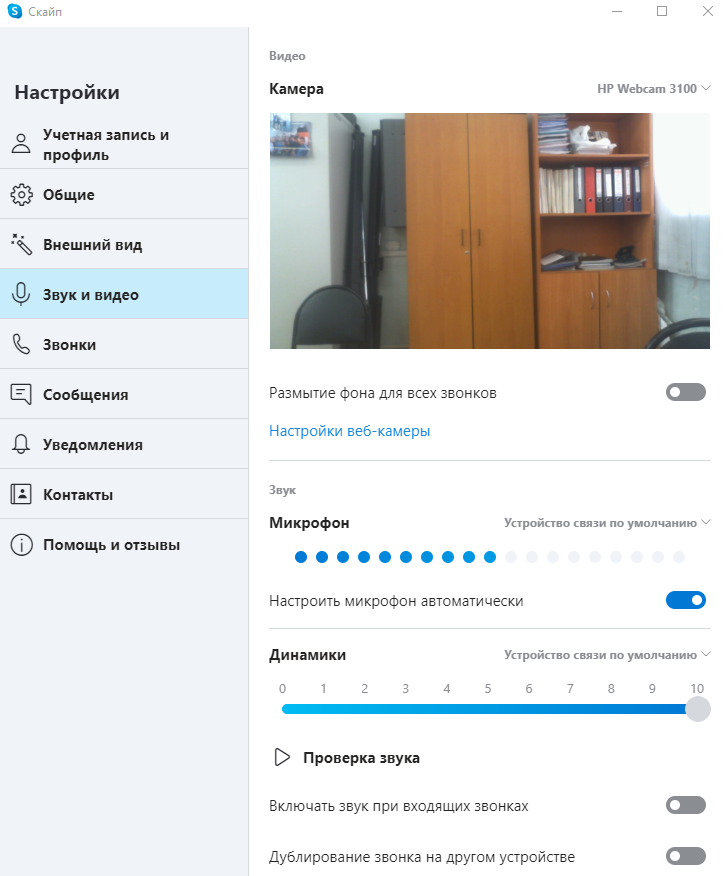 Скайп
Настройки
Учетная запись и
профиль
Общие
Внешний вид
Звук и видео
Звонки
Сообщения
Уведомления
Контакты
Помощь и отзывы
Видео
Камера HP Webcam 3100
Размытие фона для всех звонков
Настройки веб-камеры
Звук
Микрофон Устройство связи по умолчанию
Настроить микрофон автоматически
Динамики Устройство связи по умолчанию
0 1 2 3 4 5 6 7 8 9 10
Проверка звука
Включать звук при входящих звонках
Дублирование звонка на другом устройстве